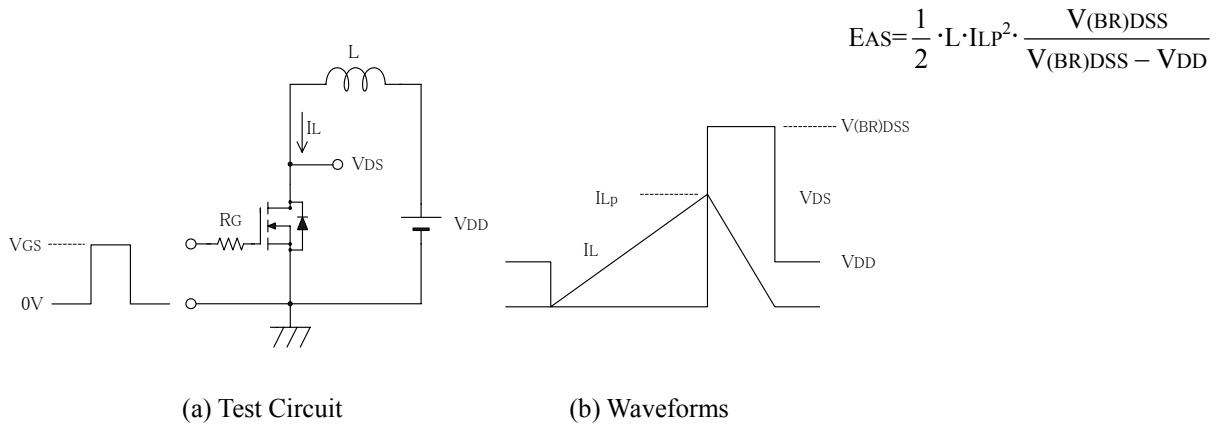 EAS=1/2 ·L·ILP²· V(BR)DSS / V(BR)DSS – VDD
L
IL
VDS
RG
VDD
VGS
0V
V(BR)DSS
ILp
VDS
IL
VDD
(a) Test Circuit
(b) Waveforms